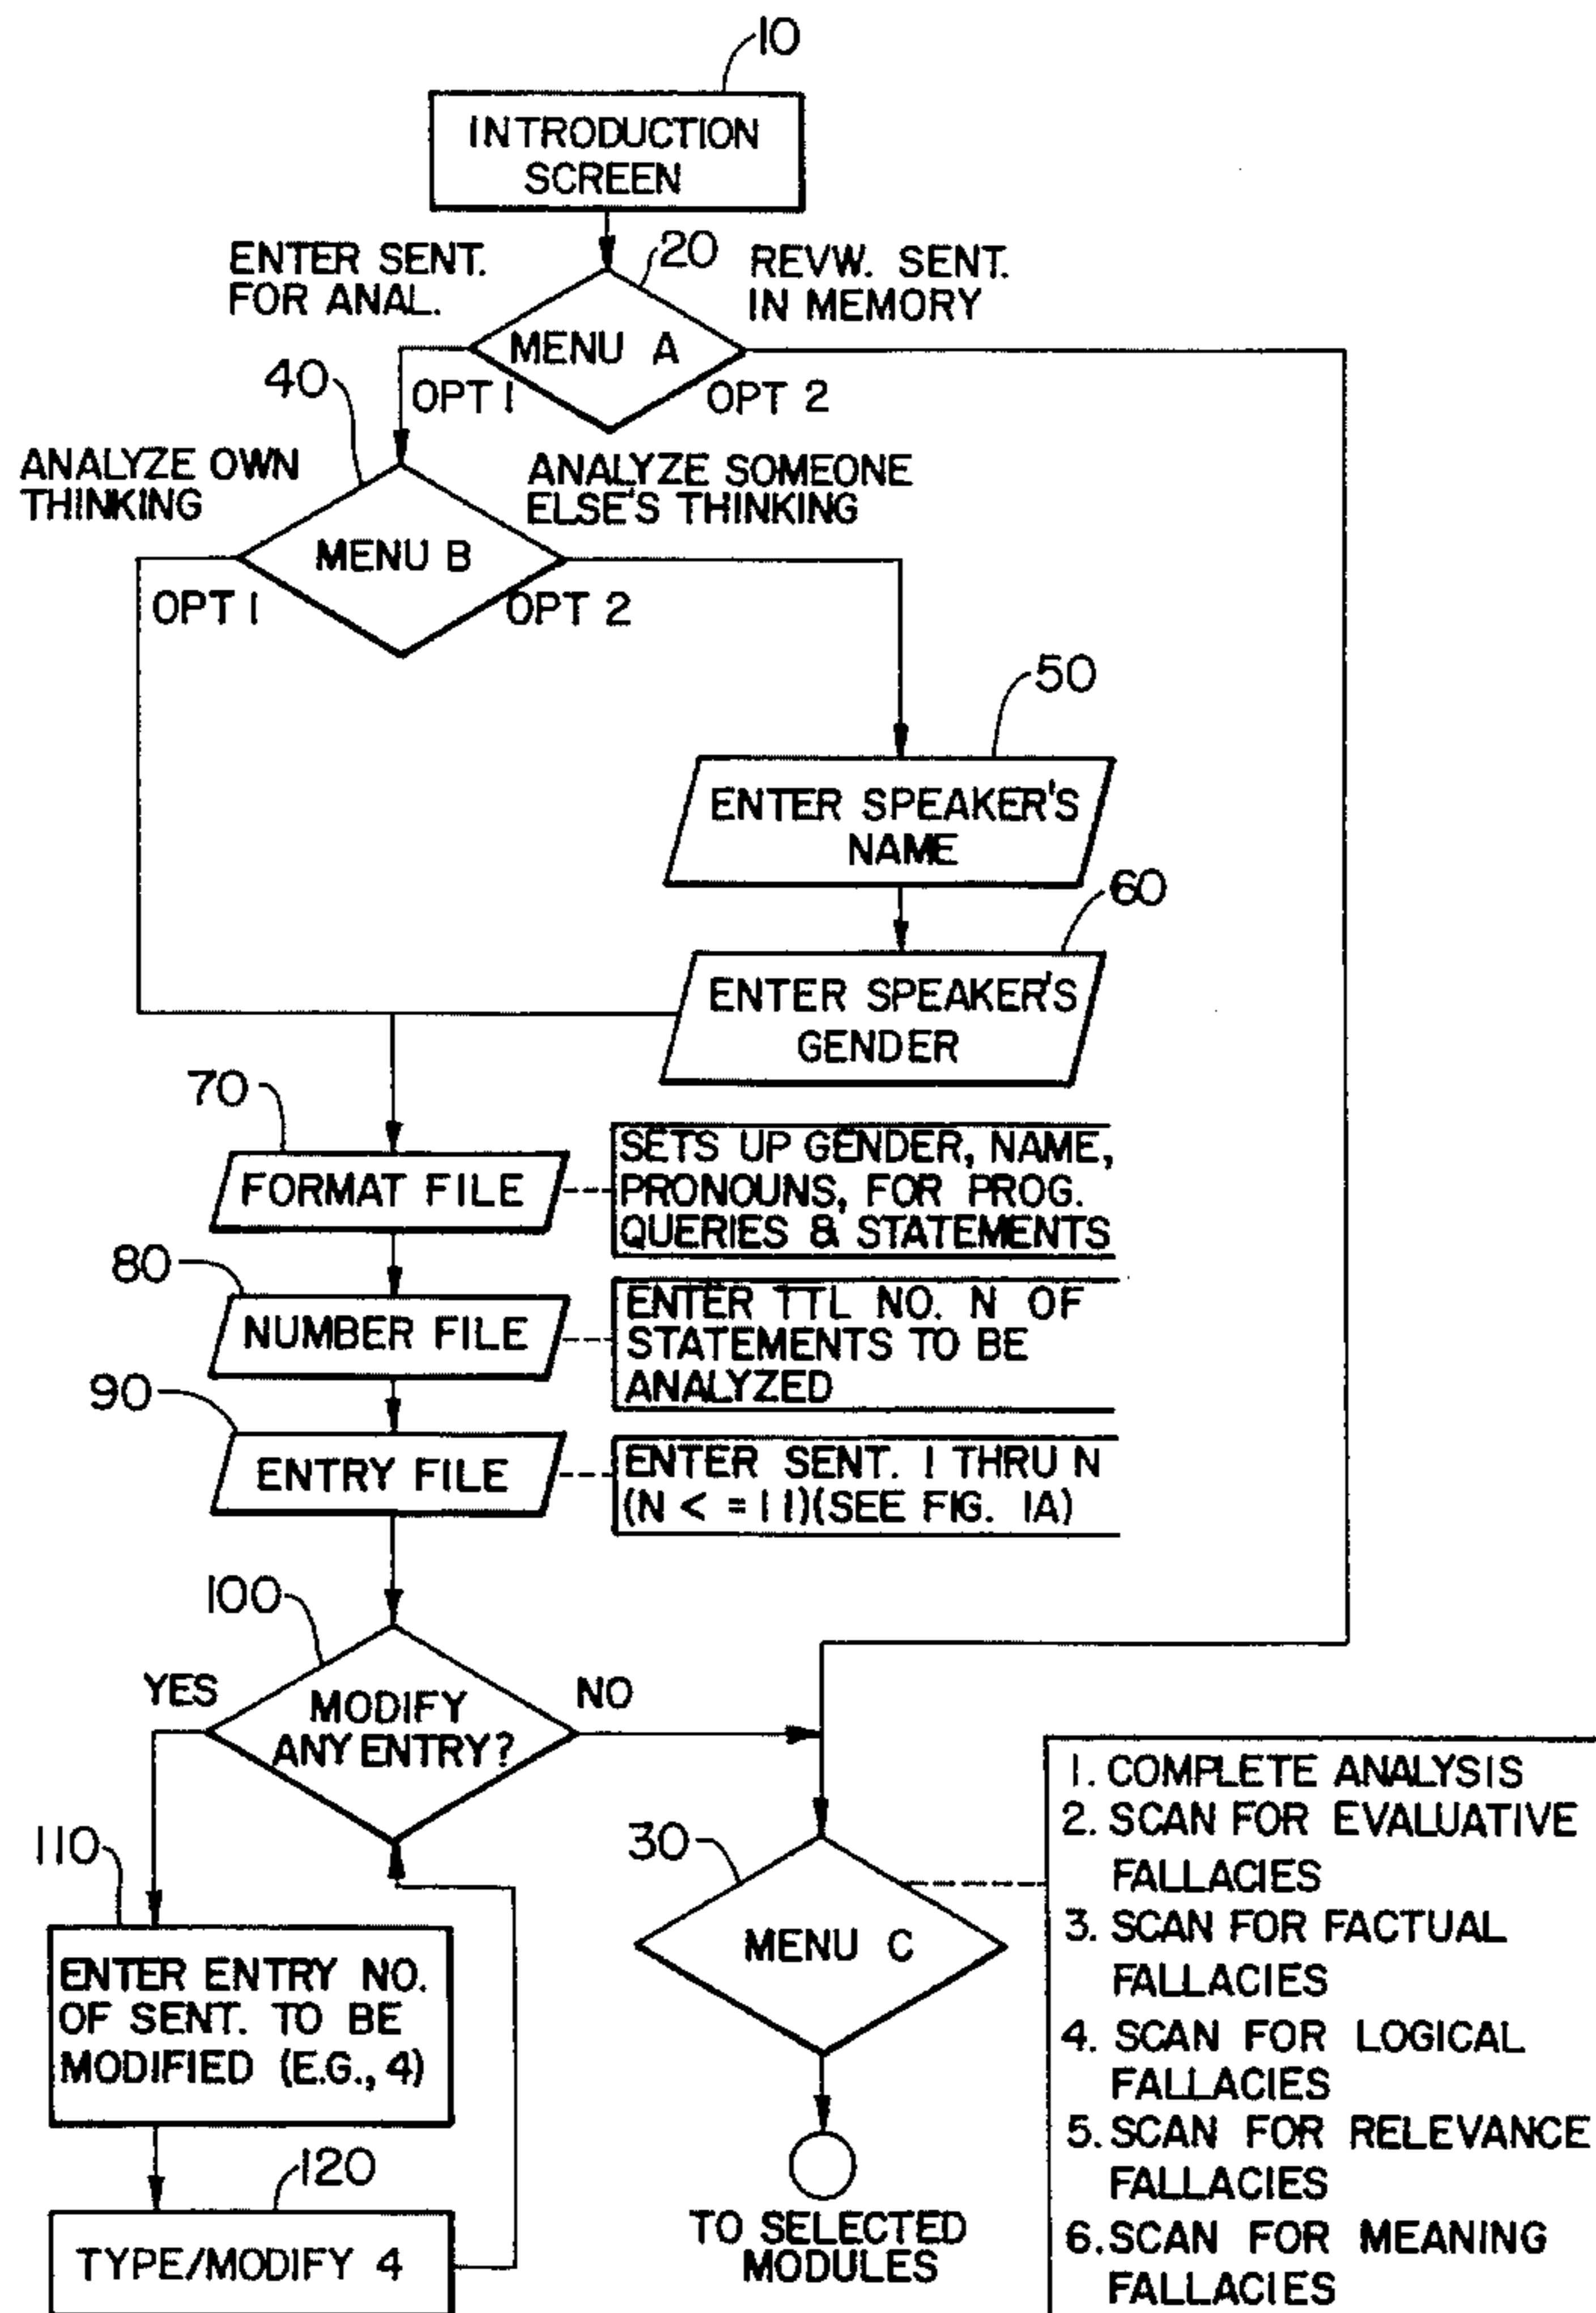 10
INTRODUCTION
SCREEN
ENTER SENT.
FOR ANAL.
20
REVW. SENT.
IN MEMORY
MENU A
OPT 1
OPT 2
40
ANALYZE OWN
THINKING
ANALYZE SOMEONE
ELSE'S THINKING
MENU B
OPT 1
OPT 2
50
ENTER SPEAKER'S
NAME
60
ENTER SPEAKER'S
GENDER
70
FORMAT FILE
SETS UP GENDER, NAME,
PRONOUNS, FOR PROG.
QUERIES & STATEMENTS
80
NUMBER FILE
ENTER TTL NO. N OF
STATEMENTS TO BE
ANALYZED
90
ENTRY FILE
ENTER SENT. 1 THRU N
(N < = 11)(SEE FIG. 1A)
100
YES
MODIFY
ANY ENTRY?
NO
110
ENTER ENTRY NO.
OF SENT. TO BE
MODIFIED (E.G., 4)
120
TYPE/MODIFY 4
30
MENU C
TO SELECTED
MODULES
1. COMPLETE ANALYSIS
2. SCAN FOR EVALUATIVE
FALLACIES
3. SCAN FOR FACTUAL
FALLACIES
4. SCAN FOR LOGICAL
FALLACIES
5. SCAN FOR RELEVANCE
FALLACIES
6. SCAN FOR MEANING
FALLACIES